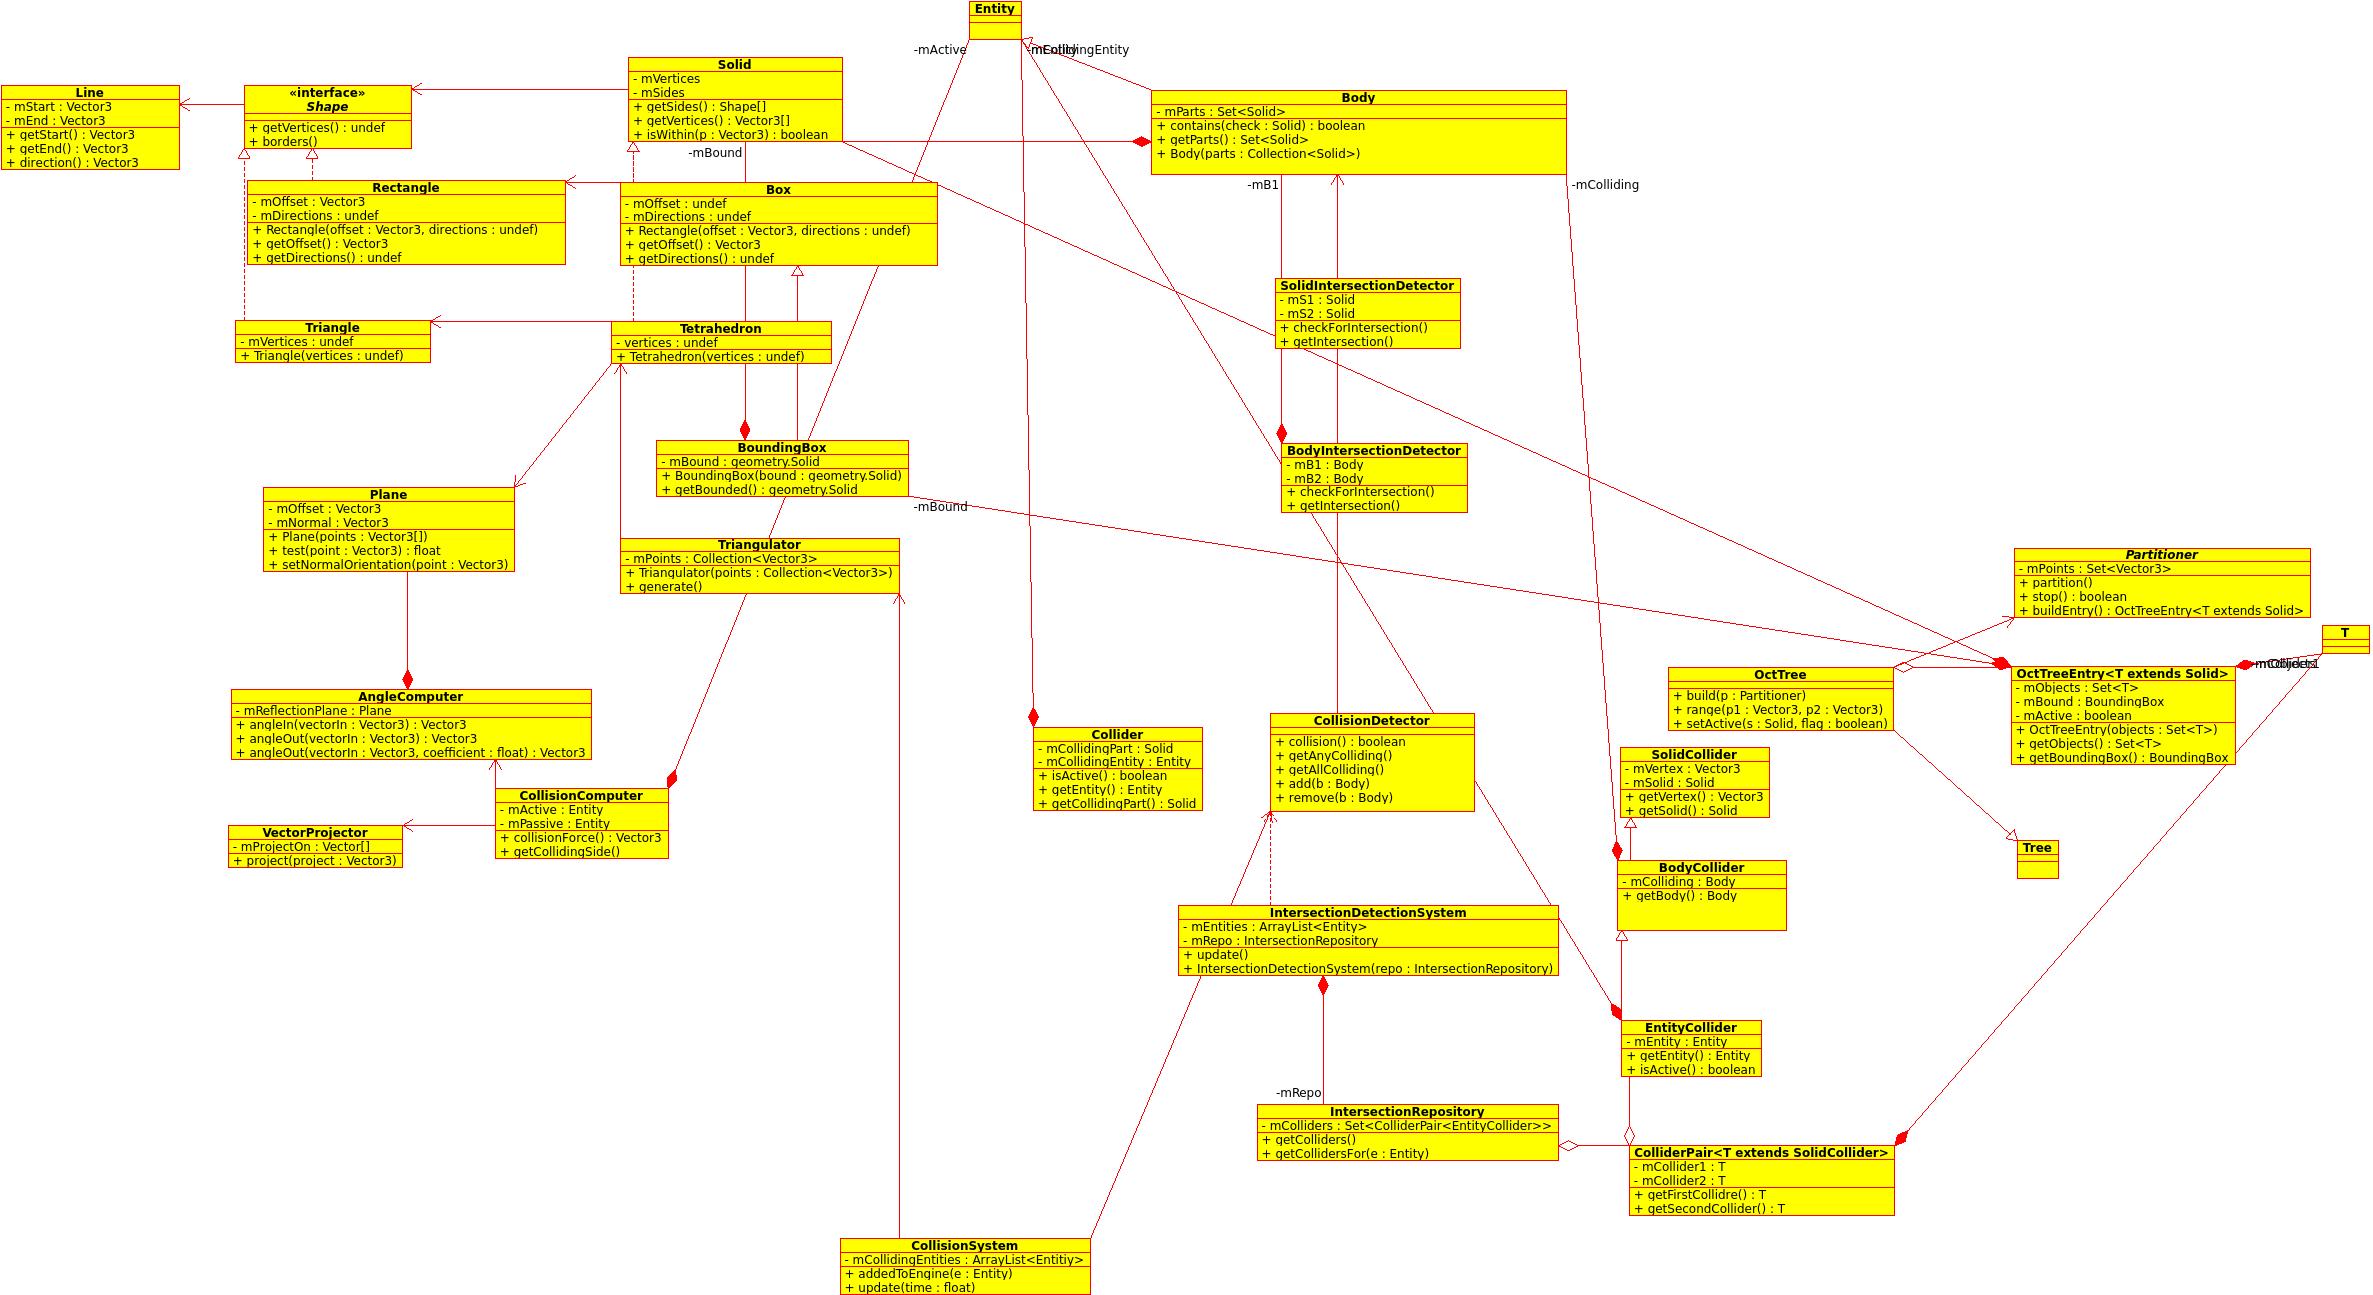 Entity
-mActive
-mCollidingEntity
Solid
- mVertices
- mSides
+ getSides() : Shape[]
+ getVertices() : Vector3[]
+ isWithin(p : Vector3) : boolean
Line
- mStart : Vector3
- mEnd : Vector3
+ getStart() : Vector3
+ getEnd() : Vector3
+ direction() : Vector3
«interface»
Shape
+ getVertices() : undef
+ borders()
Body
- mParts : Set<Solid>
+ contains(check : Solid) : boolean
+ getParts() : Set<Solid>
+ Body(parts : Collection<Solid>)
-mBound
-mB1
-mColliding
Rectangle
- mOffset : Vector3
- mDirections : undef
+ Rectangle(offset : Vector3, directions : undef)
+ getOffset() : Vector3
+ getDirections() : undef
Box
- mOffset : undef
- mDirections : undef
+ Rectangle(offset : Vector3, directions : undef)
+ getOffset() : Vector3
+ getDirections() : undef
SolidIntersectionDetector
- mS1 : Solid
- mS2 : Solid
+ checkForIntersection()
+ getIntersection()
Triangle
- mVertices : undef
+ Triangle(vertices : undef)
Tetrahedron
- vertices : undef
+ Tetrahedron(vertices : undef)
BoundingBox
- mBound : geometry.Solid
+ BoundingBox(bound : geometry.Solid)
+ getBounded() : geometry.Solid
-mBound
BodyIntersectionDetector
- mB1 : Body
- mB2 : Body
+ checkForIntersection()
+ getIntersection()
Plane
- mOffset : Vector3
- mNormal : Vector3
+ Plane(points : Vector3[])
+ test(point : Vector3) : float
+ setNormalOrientation(point : Vector3)
Triangulator
- mPoints : Collection<Vector3>
+ Triangulator(points : Collection<Vector3>)
+ generate()
Partitioner
- mPoints : Set<Vector3>
+ partition()
+ stop() : boolean
+ buildEntry() : OctTreeEntry<T extends Solid>
T
OctTree
+ build(p : Partitioner)
+ range(p1 : Vector3, p2 : Vector3)
+ setActive(s : Solid, flag : boolean)
OctTreeEntry<T extends Solid>
- mObjects : Set<T>
- mBound : BoundingBox
- mActive : boolean
+ OctTreeEntry(objects : Set<T>)
+ getObjects() : Set<T>
+ getBoundingBox() : BoundingBox
AngleComputer
- mReflectionPlane : Plane
+ angleIn(vectorIn : Vector3) : Vector3
+ angleOut(vectorIn : Vector3) : Vector3
+ angleOut(vectorIn : Vector3, coefficient : float) : Vector3
Collider
- mCollidingPart : Solid
- mCollidingEntity : Entity
+ isActive() : boolean
+ getEntity() : Entity
+ getCollidingPart() : Solid
CollisionDetector
+ collision() : boolean
+ getAnyColliding()
+ getAllColliding()
+ add(b : Body)
+ remove(b : Body)
SolidCollider
- mVertex : Vector3
- mSolid : Solid
+ getVertex() : Vector3
+ getSolid() : Solid
CollisionComputer
- mActive : Entity
- mPassive : Entity
+ collisionForce() : Vector3
+ getCollidingSide()
VectorProjector
- mProjectOn : Vector[]
+ project(project : Vector3)
Tree
BodyCollider
- mColliding : Body
+ getBody() : Body
IntersectionDetectionSystem
- mEntities : ArrayList<Entity>
- mRepo : IntersectionRepository
+ update()
+ IntersectionDetectionSystem(repo : IntersectionRepository)
EntityCollider
- mEntity : Entity
+ getEntity() : Entity
+ isActive() : boolean
-mRepo
IntersectionRepository
- mColliders : Set<ColliderPair<EntityCollider>>
+ getColliders()
+ getCollidersFor(e : Entity)
ColliderPair<T extends SolidCollider>
- mCollider1 : T
- mCollider2 : T
+ getFirstCollidre() : T
+ getSecondCollider() : T
CollisionSystem
- mCollidingEntities : ArrayList<Entitiy>
+ addedToEngine(e : Entity)
+ update(time : float)